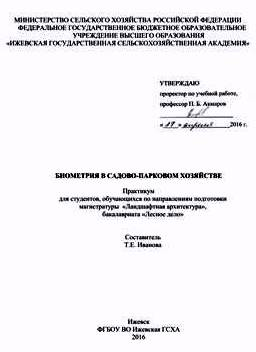 МИНИСТЕРСТВО СЕЛЬСКОГО ХОЗЯЙСТВА РОССИЙСКОЙ ФЕДЕРАЦИИ
ФЕДЕРАЛЬНОЕ ГОСУДАРСТВЕННОЕ БЮДЖЕТНОЕ ОБРАЗОВАТЕЛЬНОЕ
УЧРЕЖДЕНИЕ ВЫСШЕГО ОБРАЗОВАНИЯ
«ИЖЕВСКАЯ ГОСУДАРСТВЕННАЯ СЕЛЬСКОХОЗЯЙСТВЕННАЯ АКАДЕМИЯ»
УТВЕРЖДАЮ
проректор по учебной работе,
профессор П. Б. Акмаров
апреля 2016 г.
БИОМЕТРИЯ В САДОВО-ПАРКОВОМ ХОЗЯЙСТВЕ
Практикум
для студентов, обучающихся по направлениям подготовки
магистратуры «Ландшафтная архитектура»,
бакалавриата «Лесное дело»
Составитель
Т.Е. Иванова
Ижевск
ФГБОУ ВО Ижевская ГСХА
2016